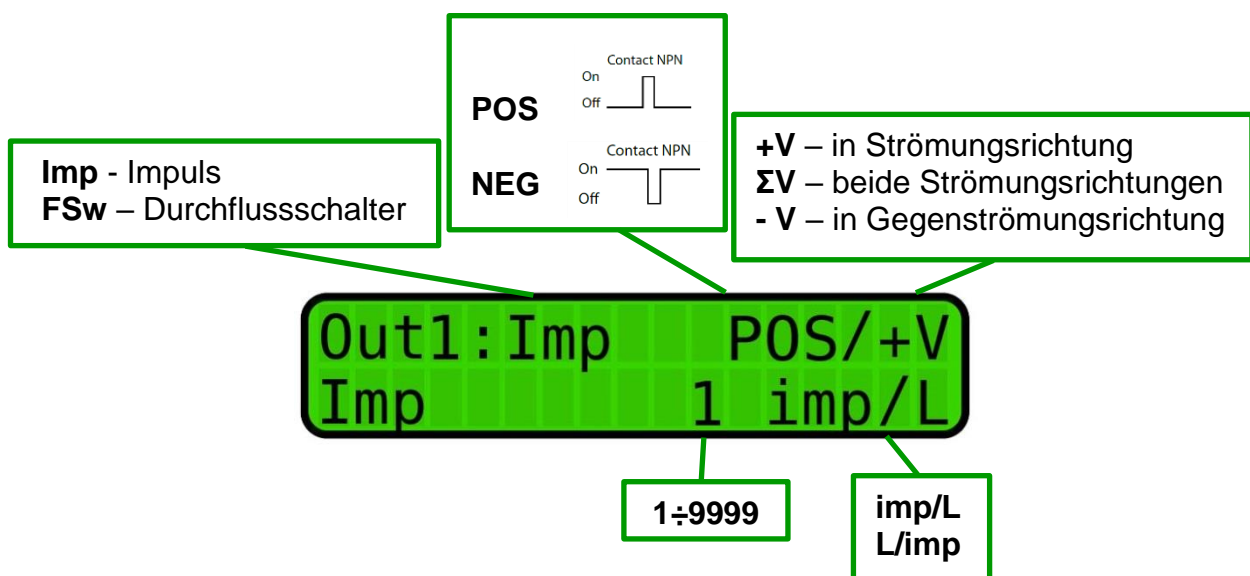 Contact NPN
On
POS
Off
Contact NPN
On
NEG
Off
Imp - Impuls
FSw – Durchflussschalter
+V – in Strömungsrichtung
ΣV – beide Strömungsrichtungen
- V – in Gegenströmungsrichtung
Out1:Imp POS/+V
Imp 1 imp/L
1÷9999
imp/L
L/imp